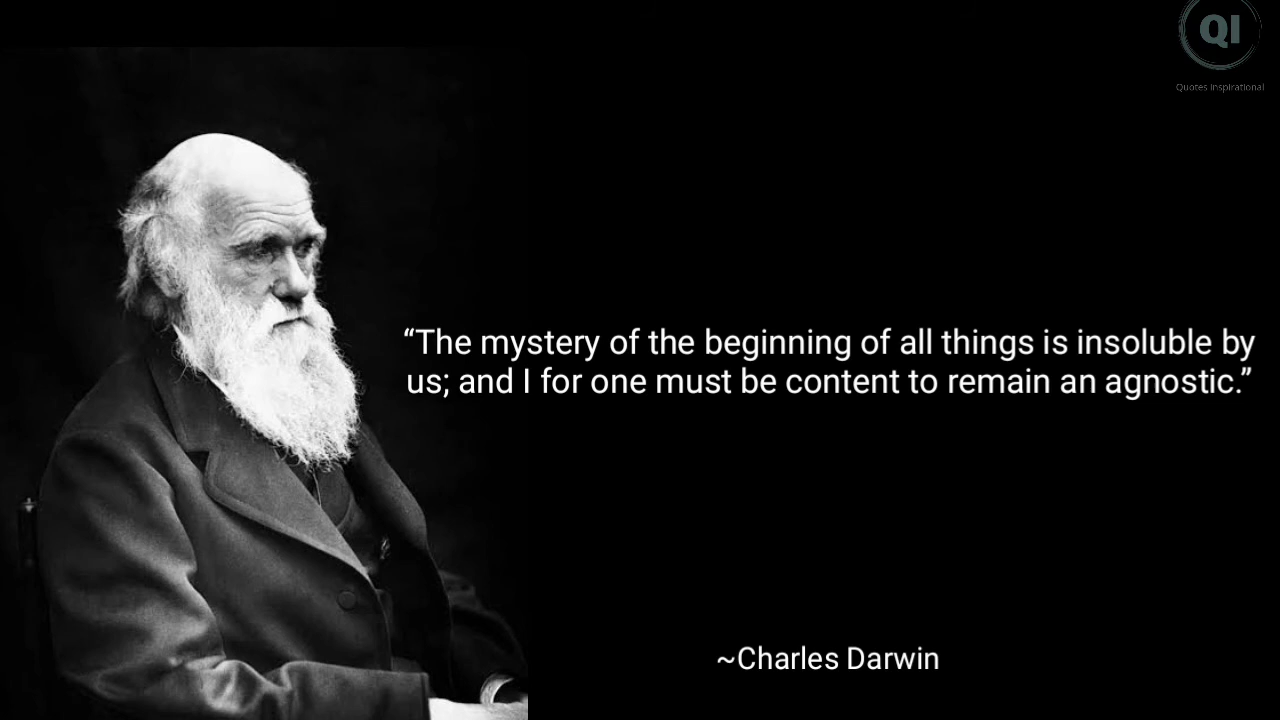 QI
Quotes Inspirational
“The mystery of the beginning of all things is insoluble by
us; and I for one must be content to remain an agnostic.”
~Charles Darwin